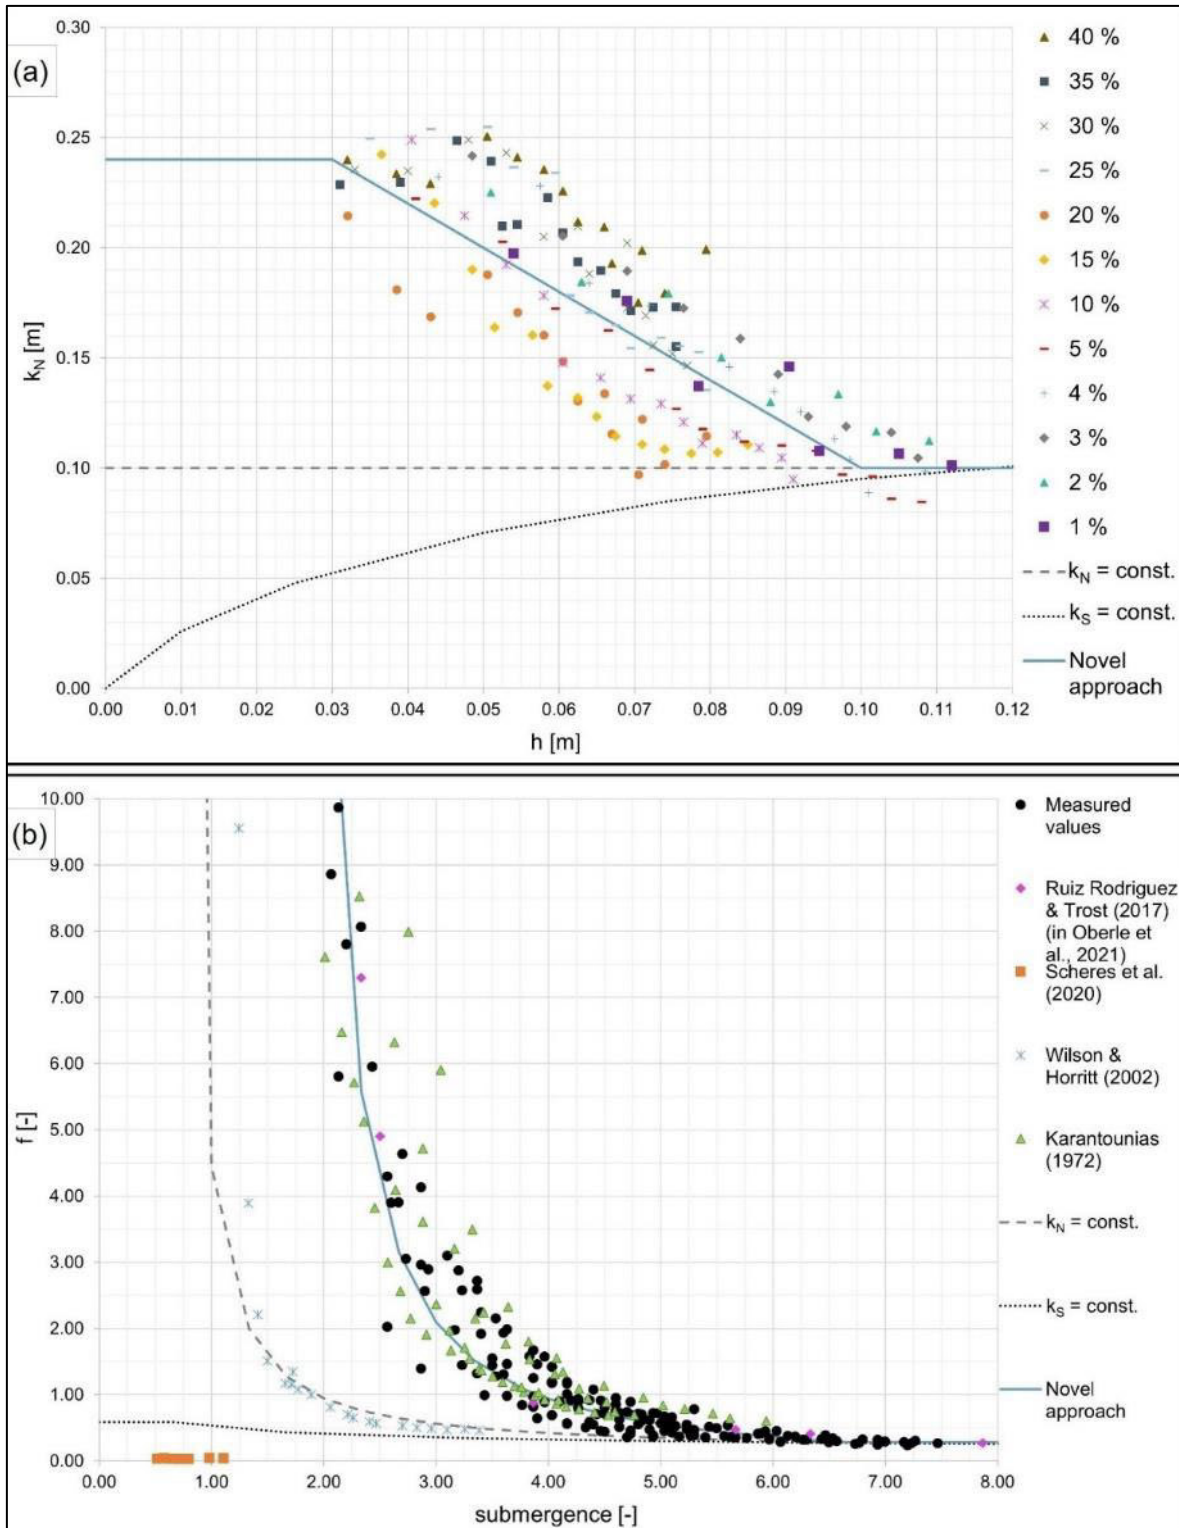 (a)
k_N [m]
0.30
0.25
0.20
0.15
0.10
0.05
0.00
0.00 0.01 0.02 0.03 0.04 0.05 0.06 0.07 0.08 0.09 0.10 0.11 0.12
h [m]
40 %
35 %
30 %
25 %
20 %
15 %
10 %
5 %
4 %
3 %
2 %
1 %
k_N = const.
k_S = const.
Novel
approach
(b)
f [-]
10.00
9.00
8.00
7.00
6.00
5.00
4.00
3.00
2.00
1.00
0.00
0.00 1.00 2.00 3.00 4.00 5.00 6.00 7.00 8.00
submergence [-]
Measured
values
Ruiz Rodriguez
& Trost (2017)
(in Oberle et
al., 2021)
Scheres et al.
(2020)
Wilson &
Horritt (2002)
Karantounias
(1972)
k_N = const.
k_S = const.
Novel
approach